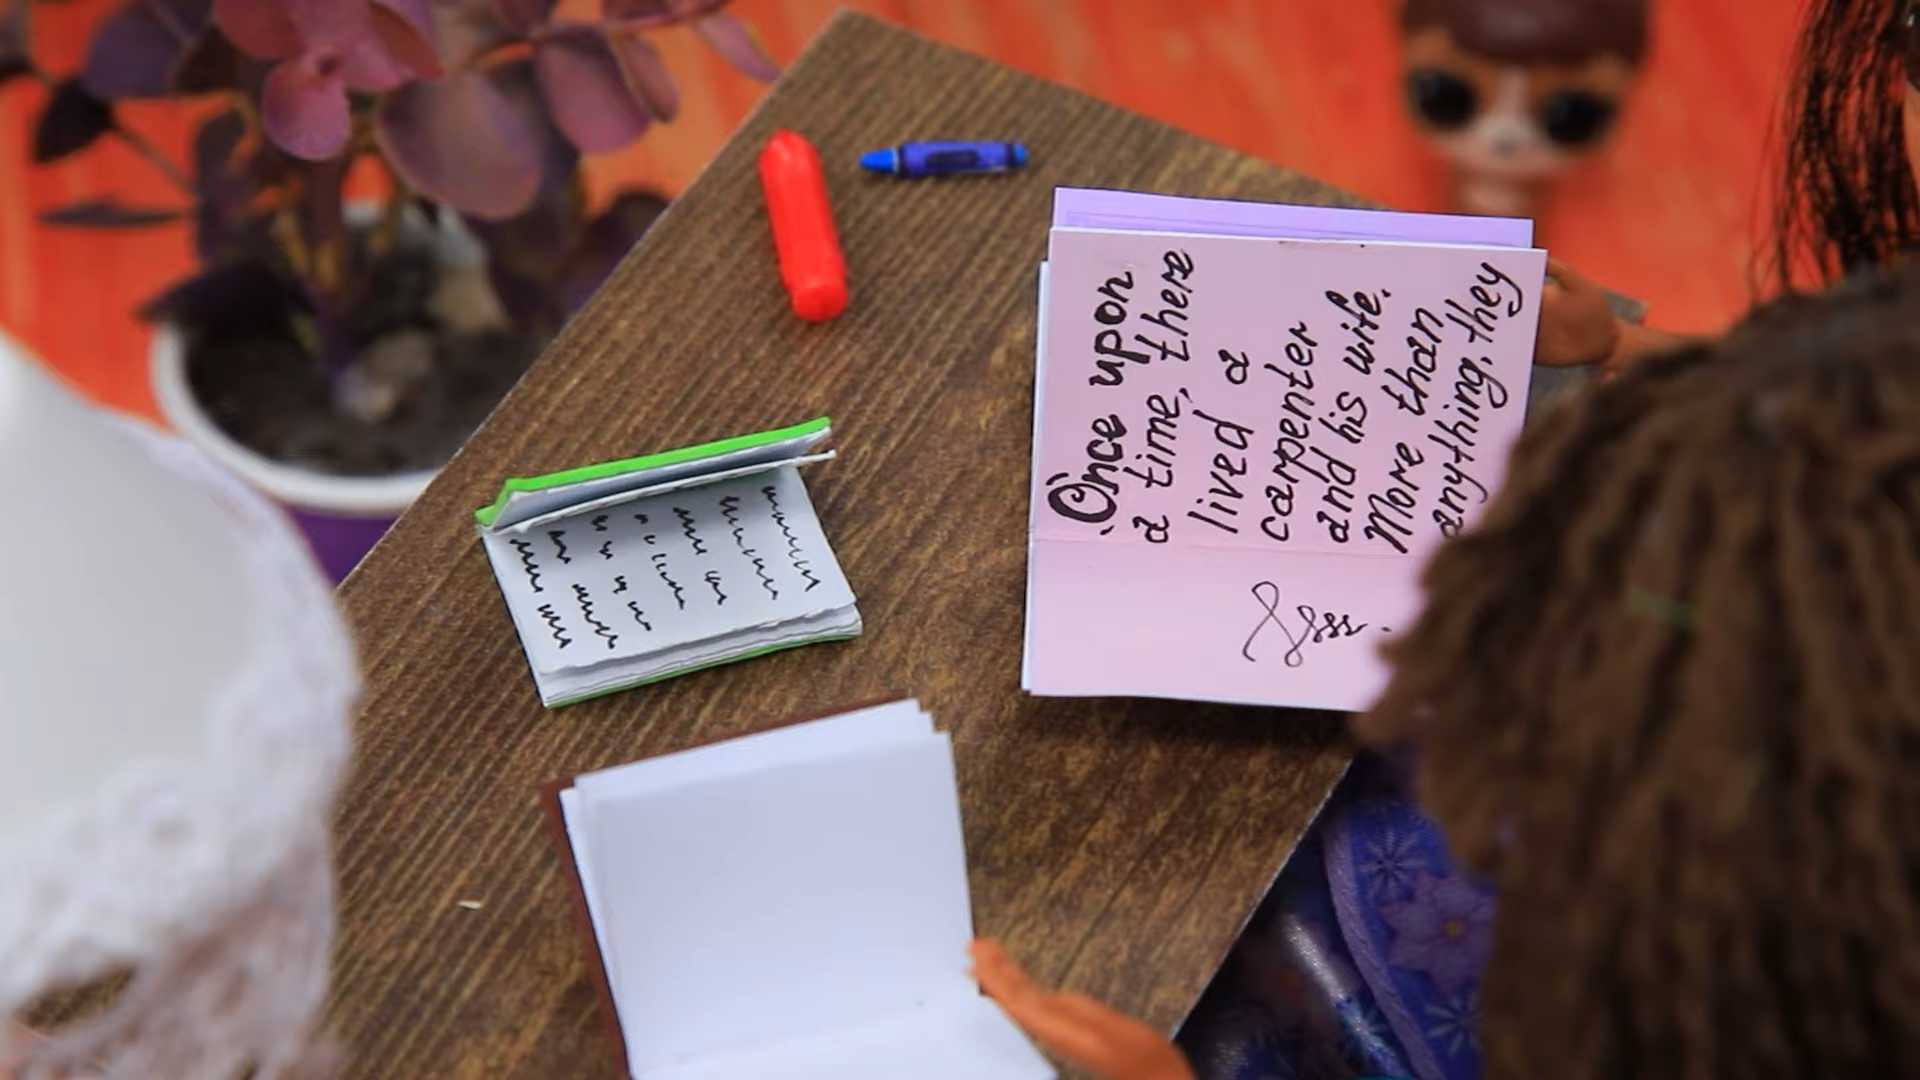 Once upon
a time, there
lived a
carpenter
and his wife.
More than
anything, they